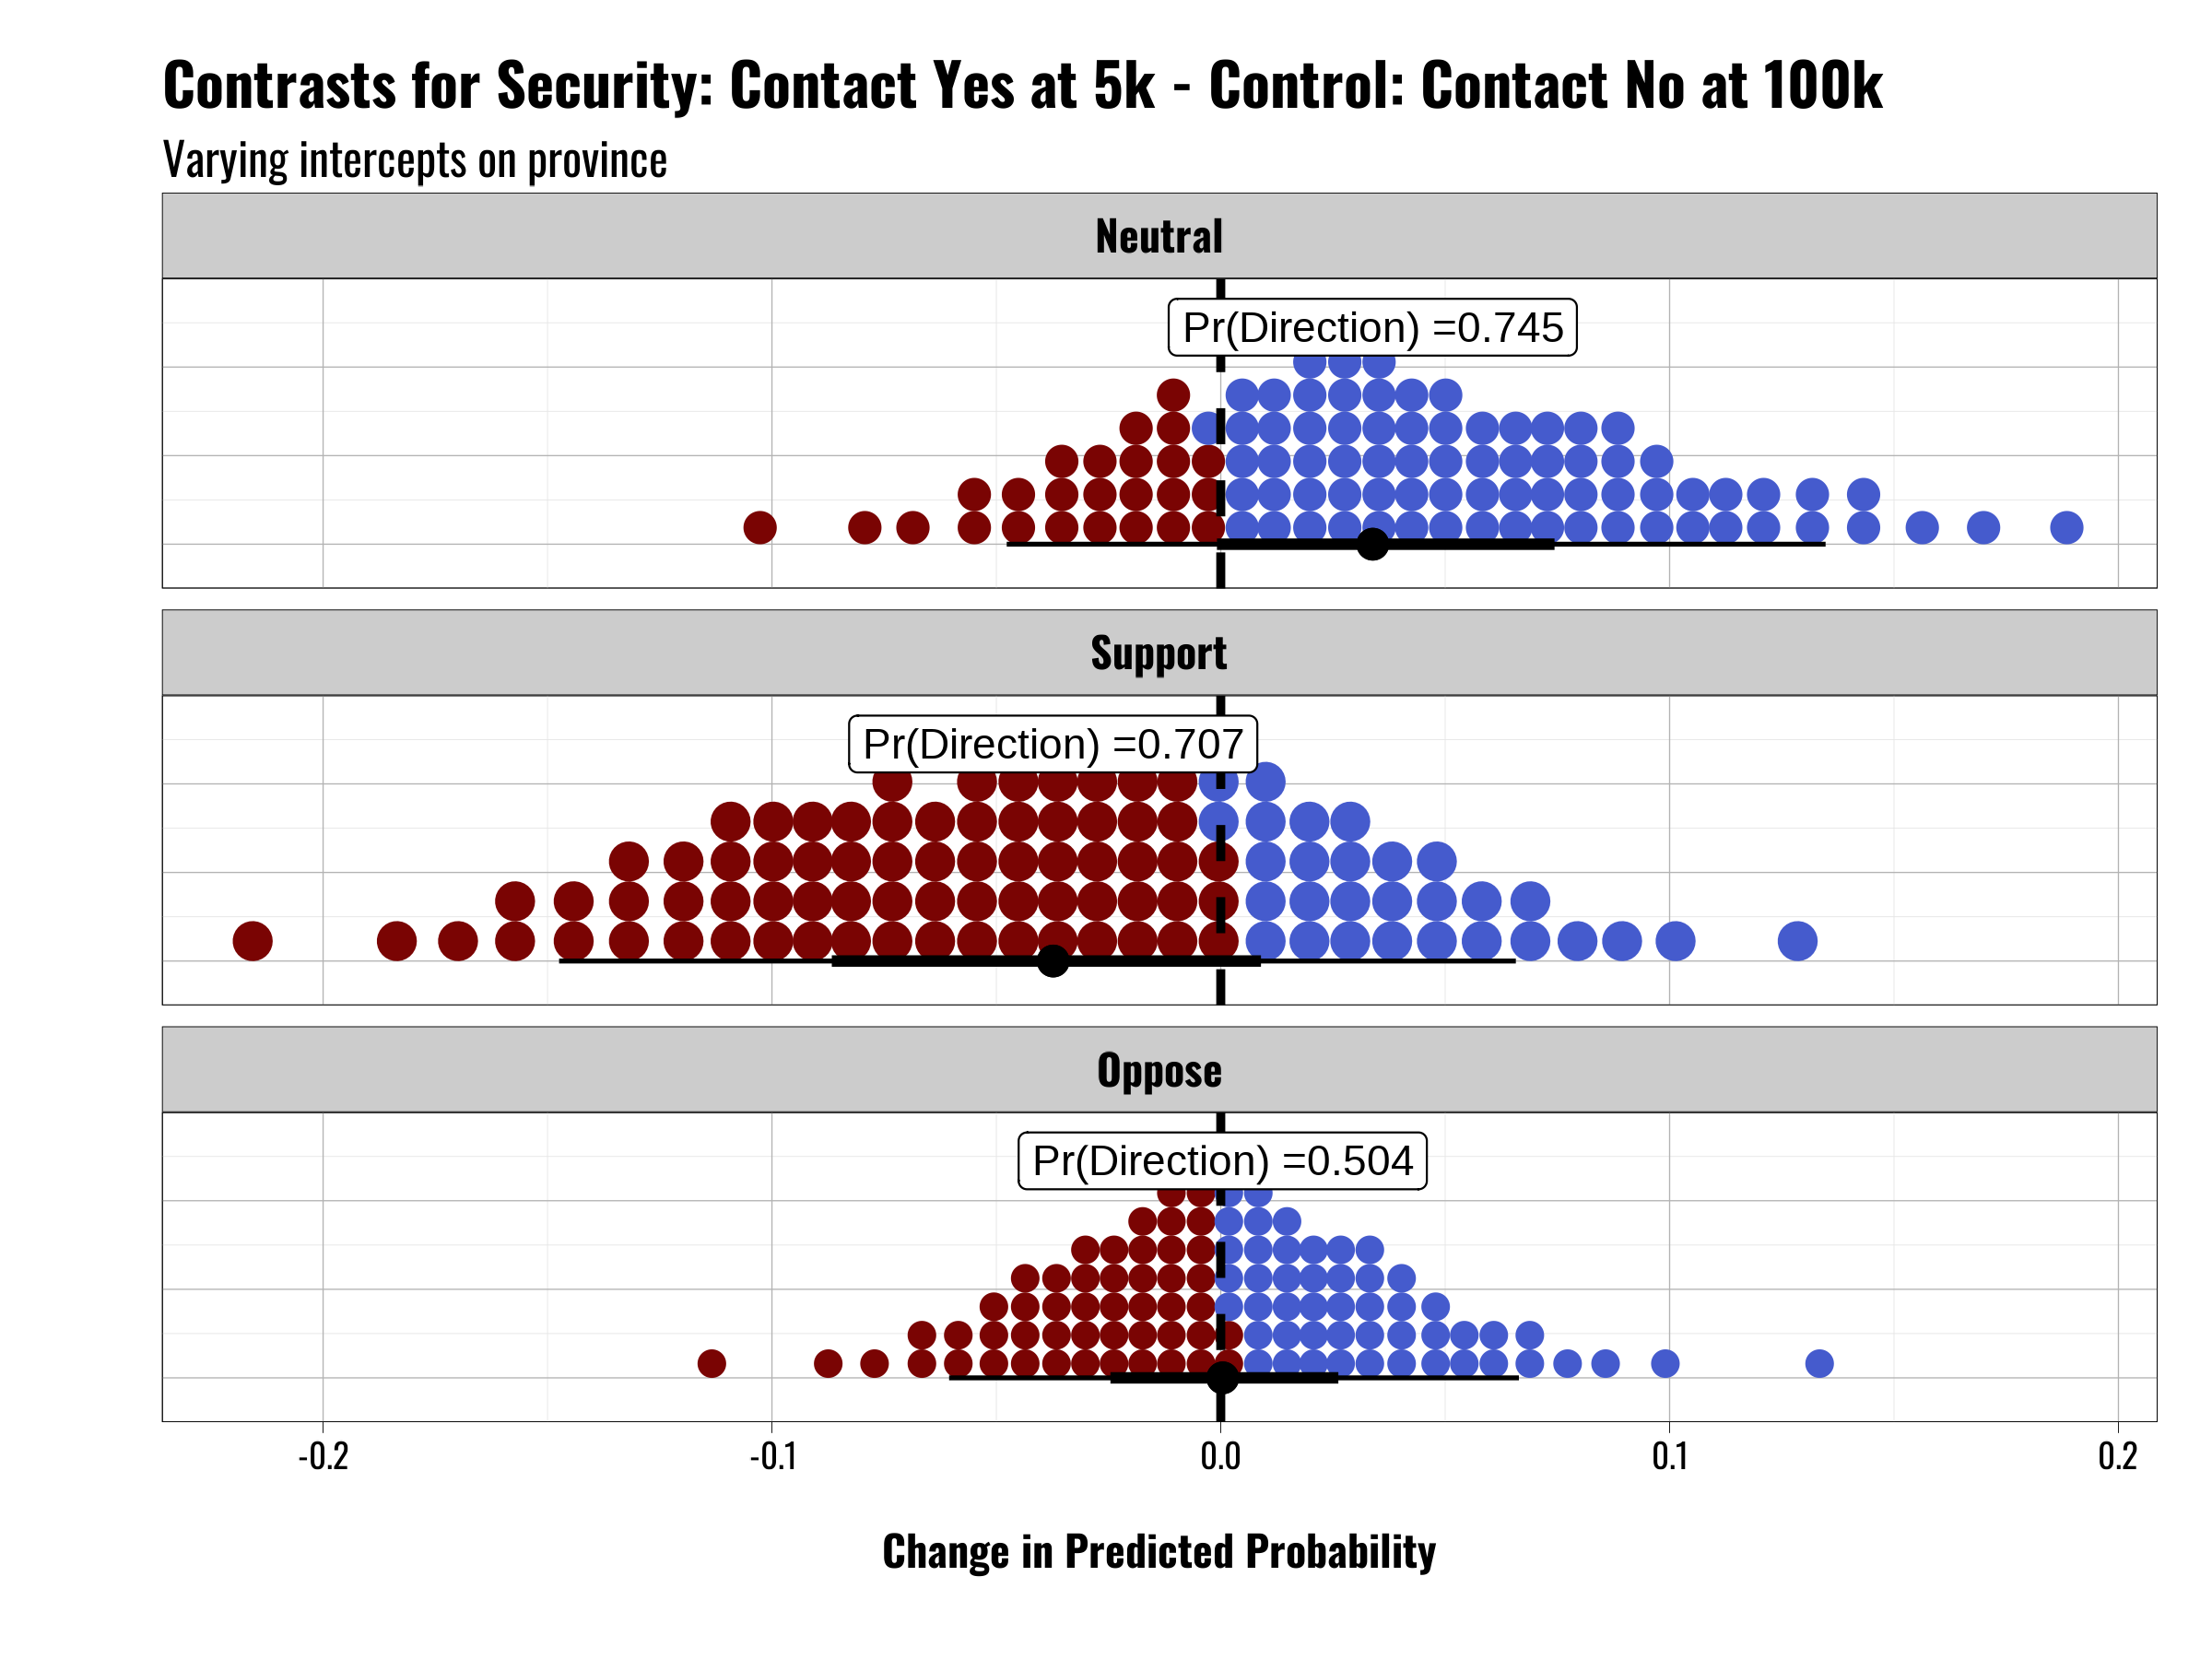 Contrasts for Security: Contact Yes at 5k - Control: Contact No at 100k
Varying intercepts on province
Neutral
Pr(Direction) =0.745
Support
Pr(Direction) =0.707
Oppose
Pr(Direction) =0.504
-0.2 -0.1 0.0 0.1 0.2
Change in Predicted Probability